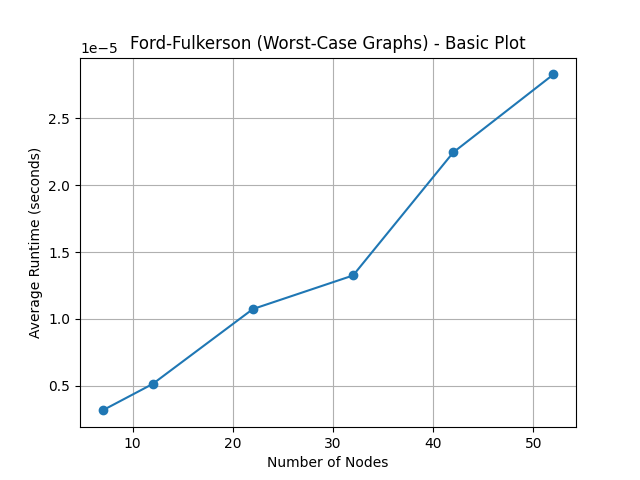 Ford-Fulkerson (Worst-Case Graphs) - Basic Plot
1e−5
2.5
2.0
1.5
1.0
0.5
Average Runtime (seconds)
10 20 30 40 50
Number of Nodes